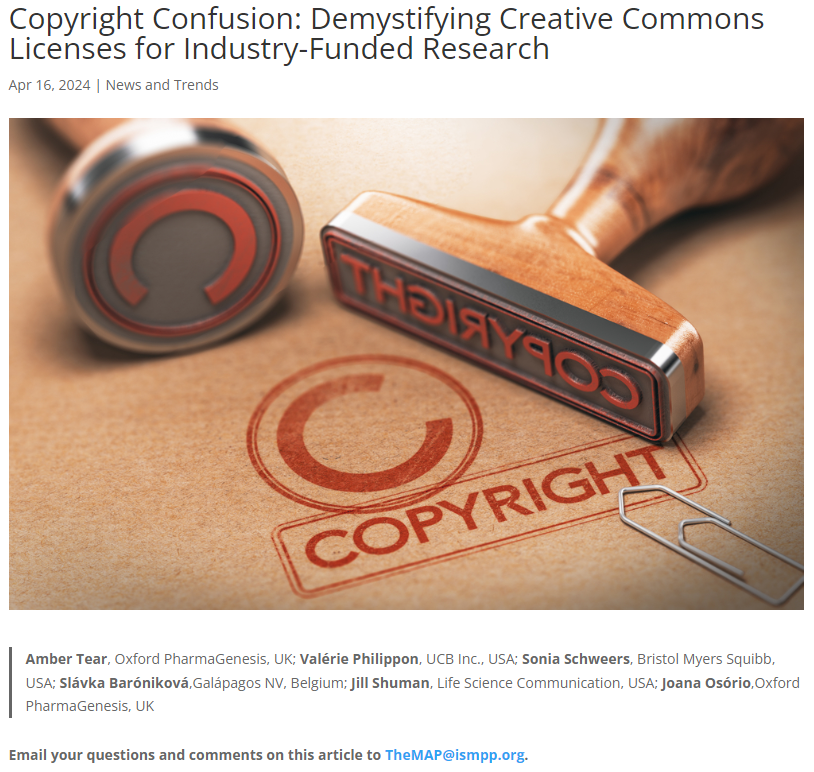 Copyright Confusion: Demystifying Creative Commons
Licenses for Industry-Funded Research
Apr 16, 2024 | News and Trends
C
COPYRIGHT
C
COPYRIGHT
Amber Tear, Oxford PharmaGenesis, UK; Valérie Philippon, UCB Inc., USA; Sonia Schweers, Bristol Myers Squibb,
USA; Slávka Baróniková,Galápagos NV, Belgium; Jill Shuman, Life Science Communication, USA; Joana Osório,Oxford
PharmaGenesis, UK
Email your questions and comments on this article to TheMAP@ismpp.org.